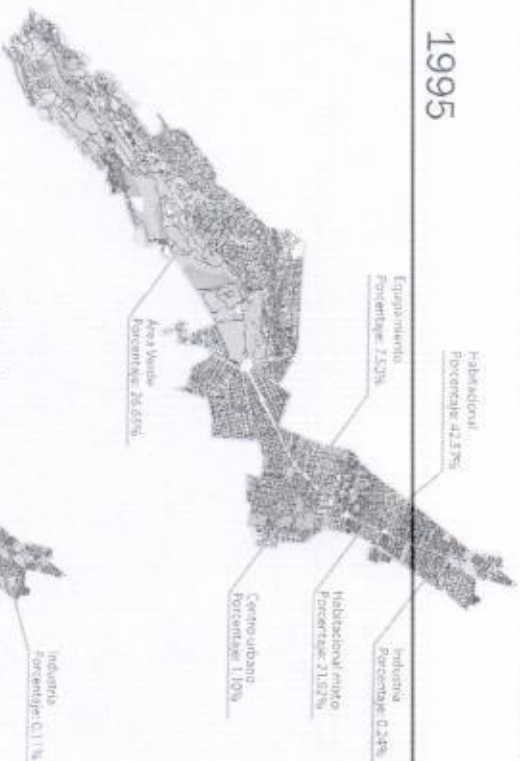 1995
Habitacional
Porcentaje: 42.37%
Equipamiento
Porcentaje: 7.50%
Industria
Porcentaje: 0.24%
Habitacional mixto
Porcentaje: 21.92%
Centro urbano
Porcentaje: 1.10%
Área Verde
Porcentaje: 26.65%
Industria
Porcentaje: 0.11%